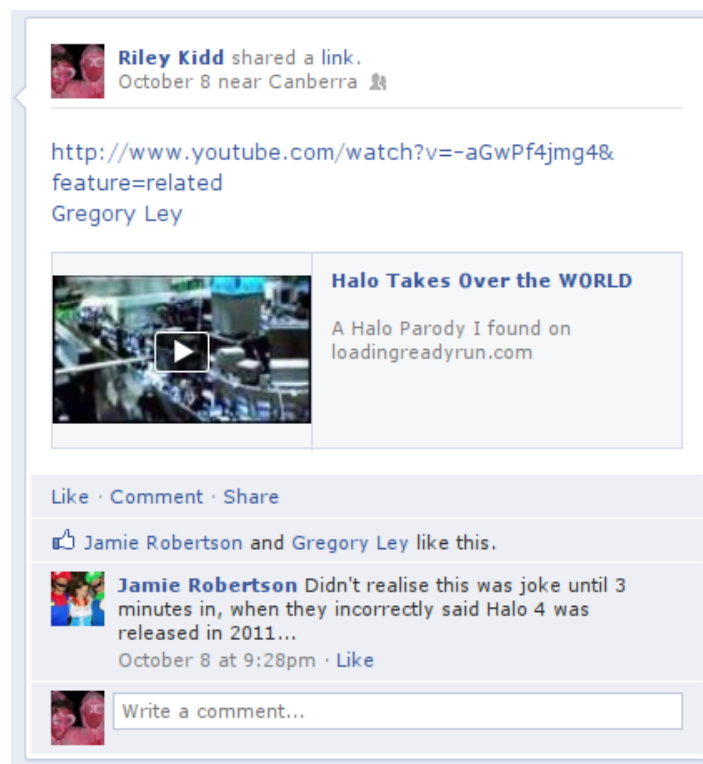 Riley Kidd shared a link.
October 8 near Canberra
http://www.youtube.com/watch?v=-aGwPf4jmg4&
feature=related
Gregory Ley
Halo Takes Over the WORLD
A Halo Parody I found on
loadingreadyrun.com
Like · Comment · Share
Jamie Robertson and Gregory Ley like this.
Jamie Robertson Didn't realise this was joke until 3
minutes in, when they incorrectly said Halo 4 was
released in 2011...
October 8 at 9:28pm · Like
Write a comment...